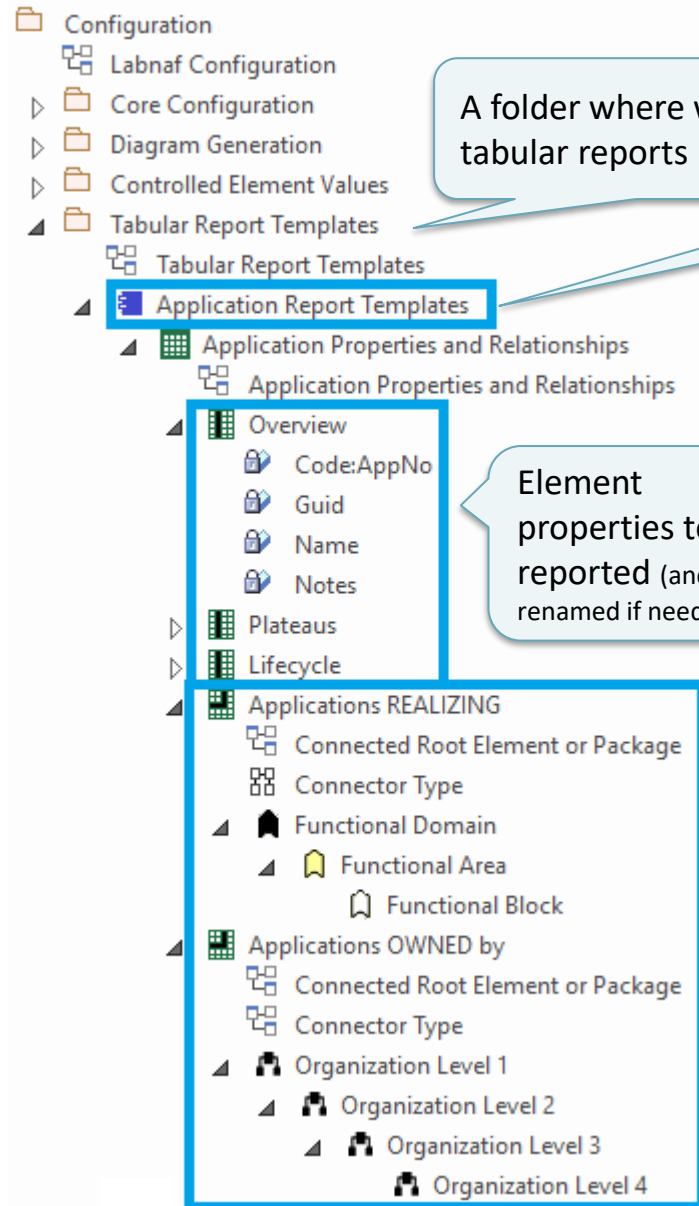 Configuration
Labnaf Configuration
Core Configuration
Diagram Generation
Controlled Element Values
Tabular Report Templates
Tabular Report Templates
Application Report Templates
Application Properties and Relationships
Application Properties and Relationships
Overview
Code:AppNo
Guid
Name
Notes
Plateaus
Lifecycle
Applications REALIZING
Connected Root Element or Package
Connector Type
Functional Domain
Functional Area
Functional Block
Applications OWNED by
Connected Root Element or Package
Connector Type
Organization Level 1
Organization Level 2
Organization Level 3
Organization Level 4
A folder where
tabular reports
Element
properties
reported
renamed if